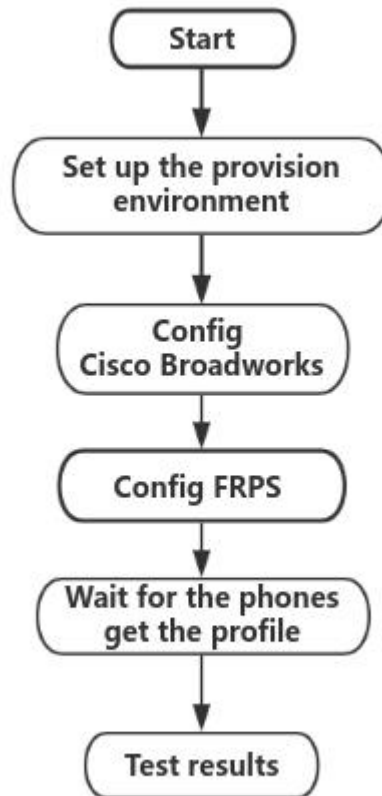 Start
Set up the provision
environment
Config
Cisco Broadworks
Config FRPS
Wait for the phones
get the profile
Test results